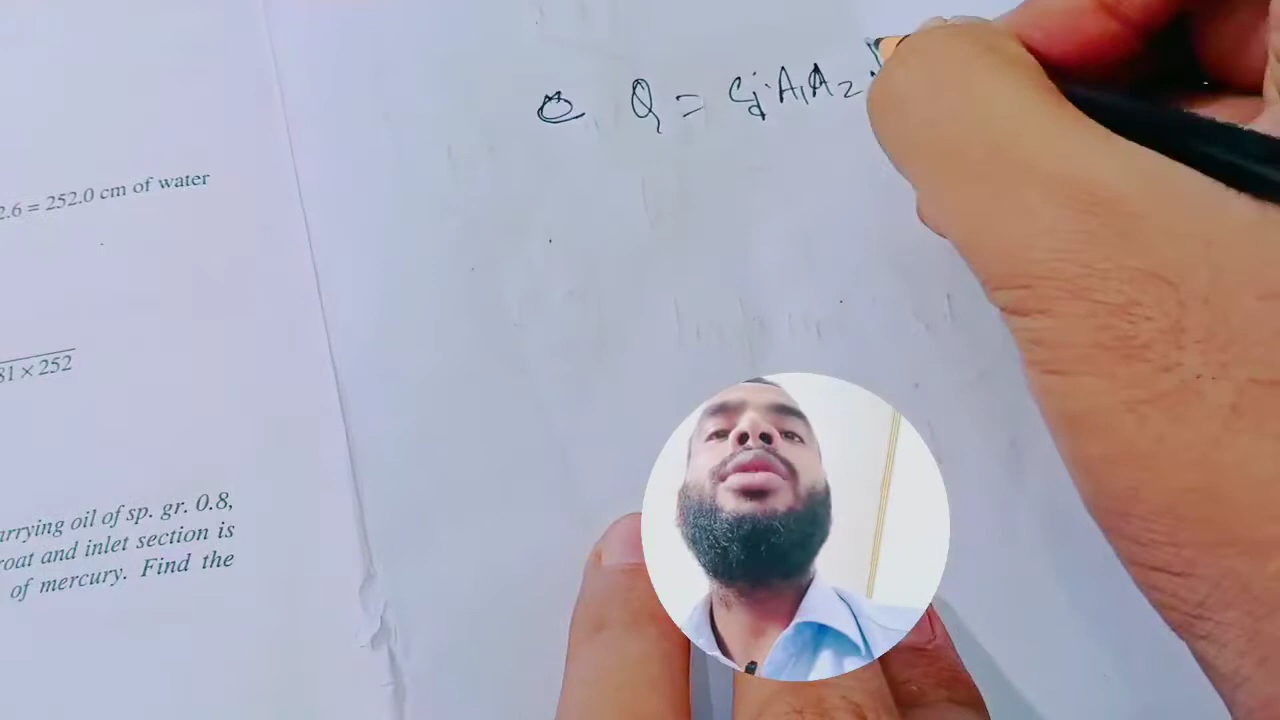 2.6 = 252.0 cm of water
81 × 252
arrying oil of sp. gr. 0.8,
roat and inlet section is
of mercury. Find the
Q = Cd A₁A₂